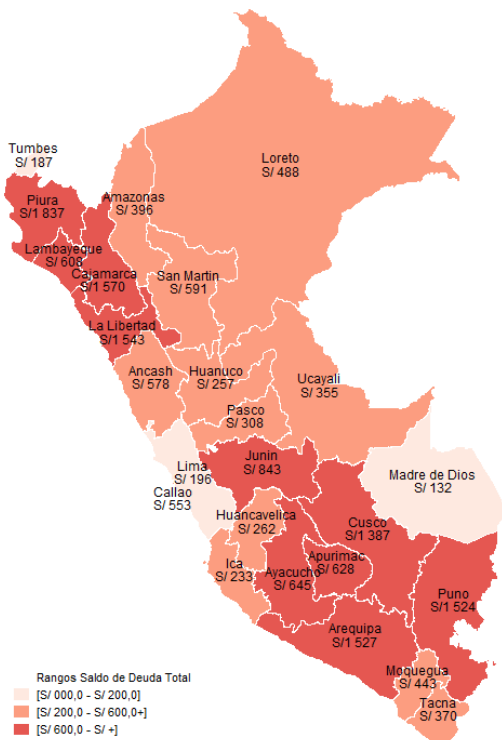 Tumbes
S/ 187
Loreto
S/ 488
Amazonas
S/ 396
Piura
S/1 837
Lambayeque
S/ 608
Cajamarca
S/1 570
San Martin
S/ 591
La Libertad
S/1 543
Ancash
S/ 578
Huanuco
S/ 257
Ucayali
S/ 355
Pasco
S/ 308
Junin
S/ 843
Lima
S/ 196
Callao
S/ 553
Madre de Dios
S/ 132
Huancavelica
S/ 262
Cusco
S/1 387
Ica
S/ 233
Ayacucho
S/ 645
Apurimac
S/ 628
Puno
S/1 524
Arequipa
S/1 527
Moquegua
S/ 443
Tacna
S/ 370
Rangos Saldo de Deuda Total
[S/ 000,0 - S/ 200,0]
[S/ 200,0 - S/ 600,0+]
[S/ 600,0 - S/ +]